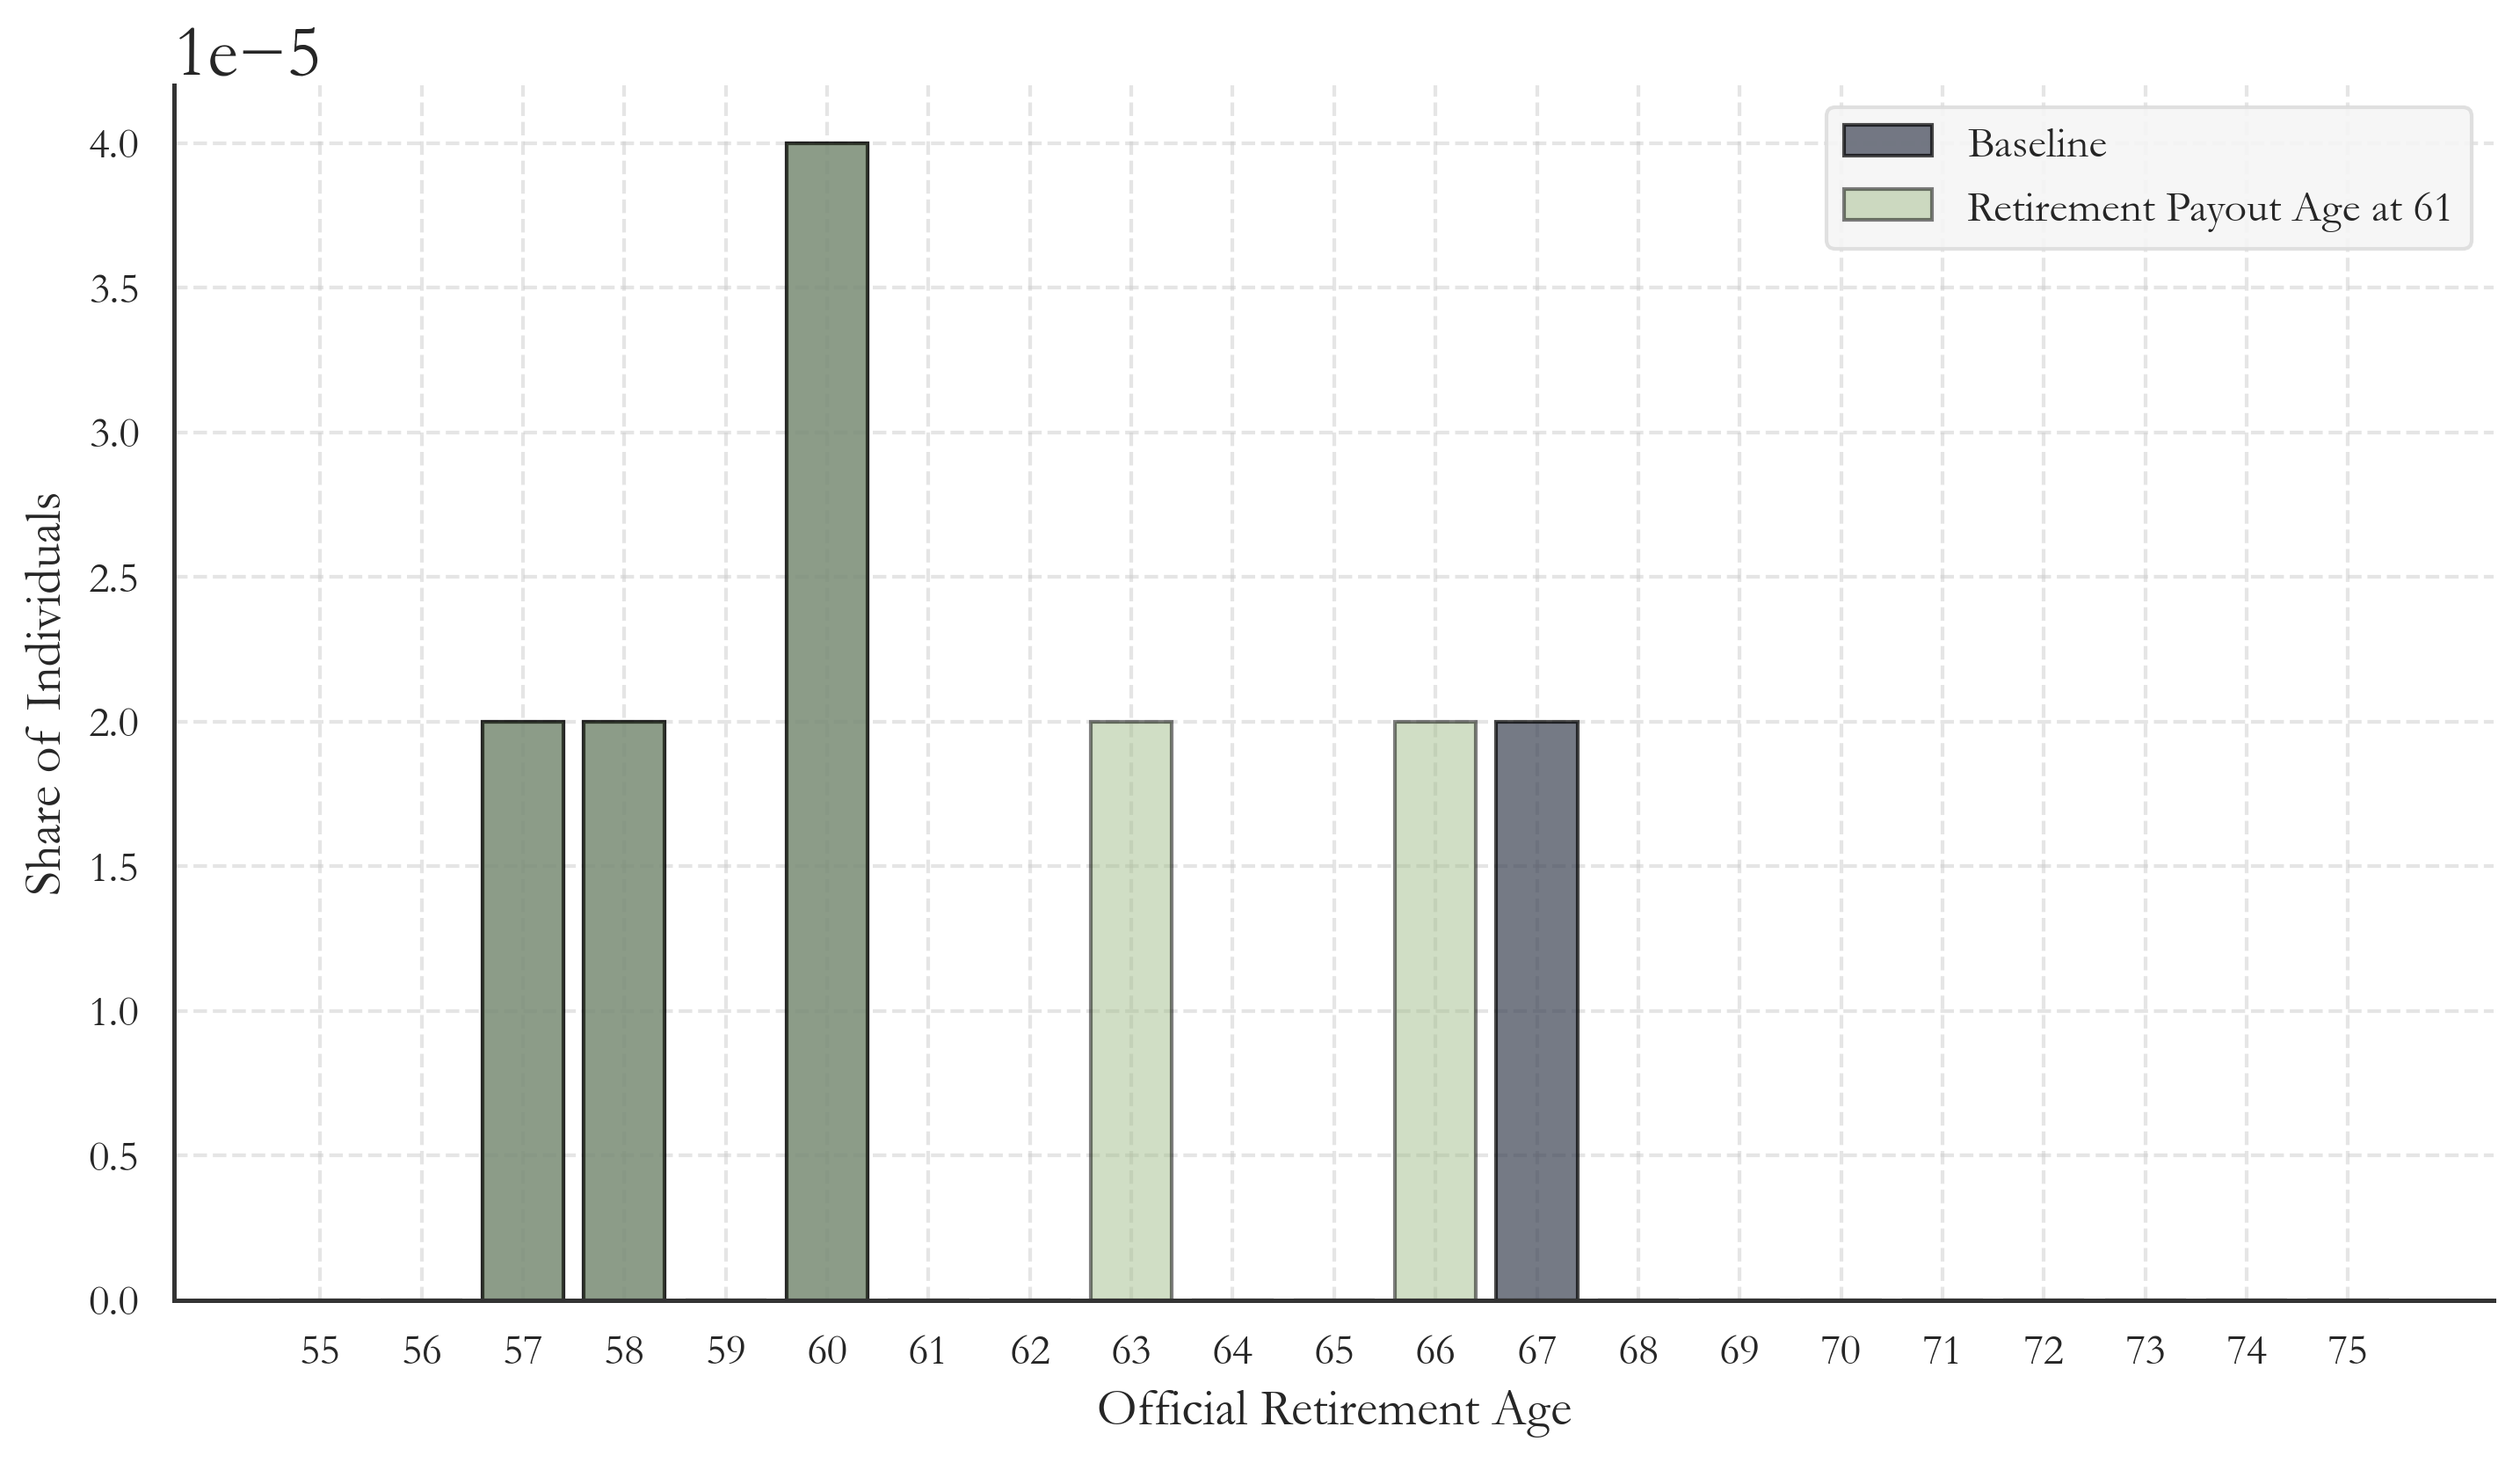 1e−5
4.0
3.5
3.0
2.5
2.0
1.5
1.0
0.5
0.0
Share of Individuals
Baseline
Retirement Payout Age at 61
55 56 57 58 59 60 61 62 63 64 65 66 67 68 69 70 71 72 73 74 75
Official Retirement Age